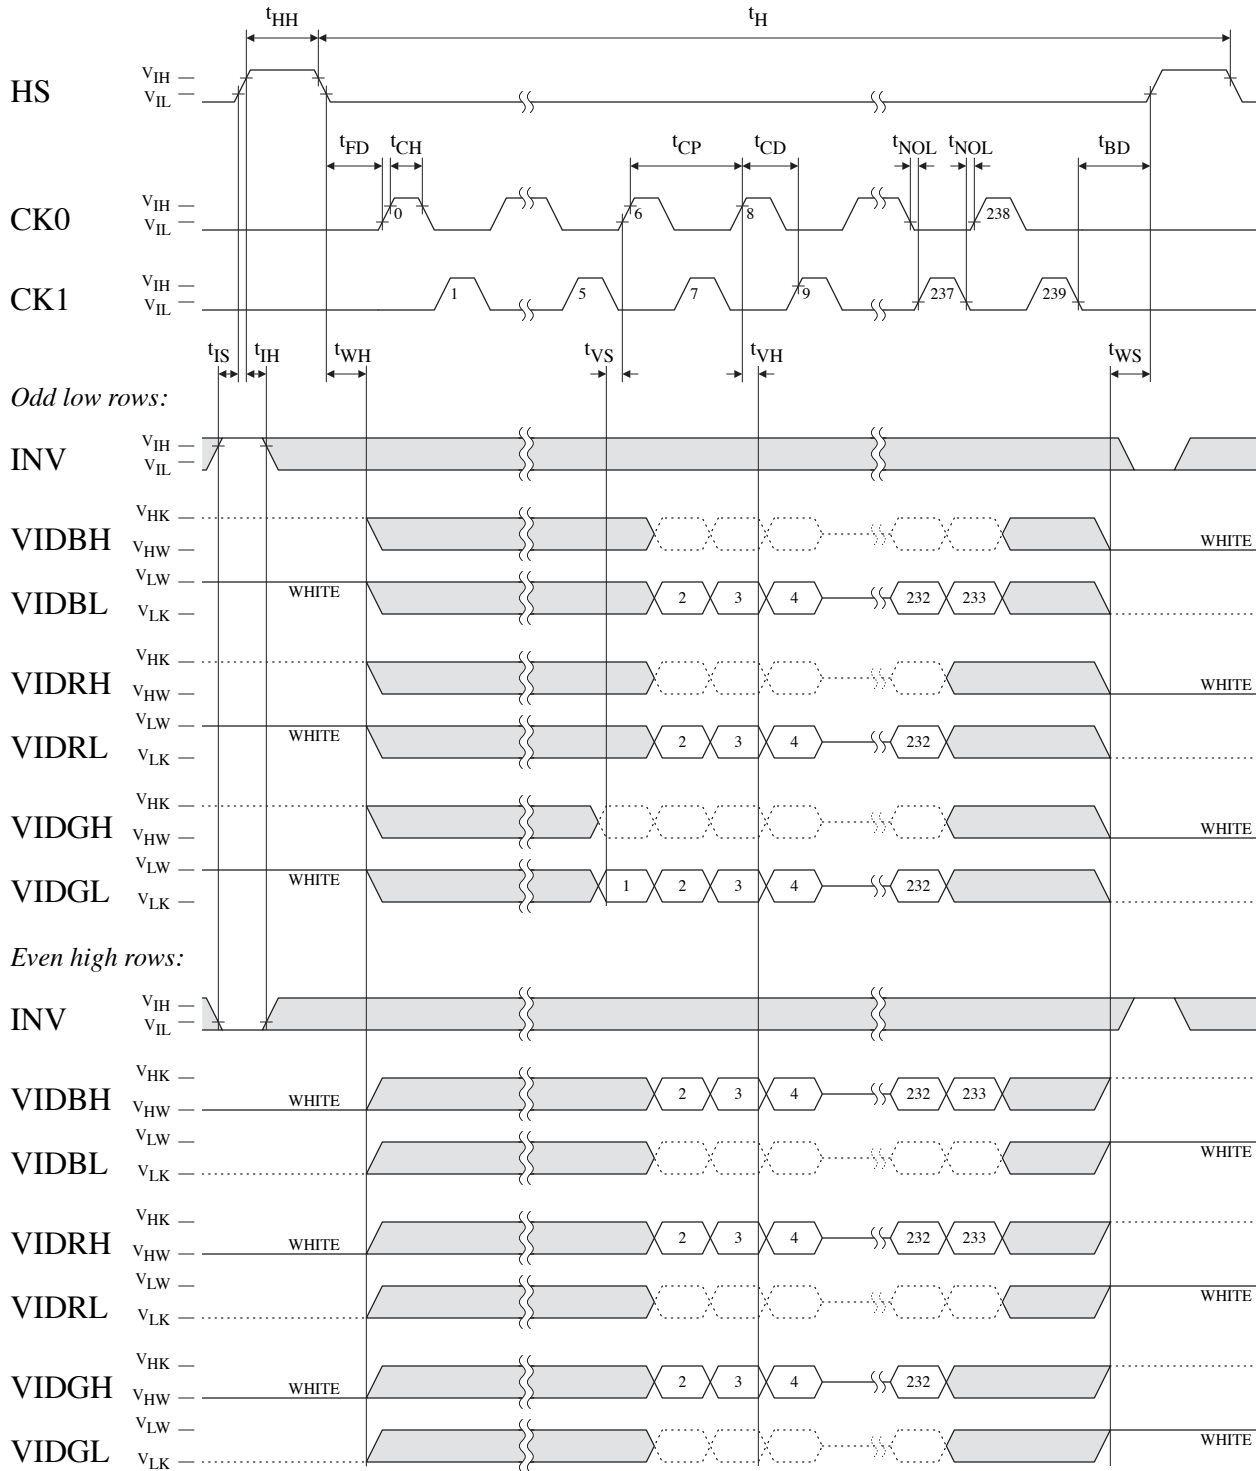 tHH tH
HS VIH VIL
tFD tCH tCP tCD tNOL tNOL tBD
CK0 VIH VIL 0 6 8 238
CK1 VIH VIL 1 5 7 9 237 239
tIS tIH tWH tVS tVH tWS
Odd low rows:
INV VIH VIL
VIDBH VHK VHW WHITE
VIDBL VLW VLK WHITE 2 3 4 232 233
VIDRH VHK VHW WHITE
VIDRL VLW VLK WHITE 2 3 4 232
VIDGH VHK VHW WHITE
VIDGL VLW VLK WHITE 1 2 3 4 232
Even high rows:
INV VIH VIL
VIDBH VHK VHW WHITE 2 3 4 232 233
VIDBL VLW VLK WHITE
VIDRH VHK VHW WHITE 2 3 4 232 233
VIDRL VLW VLK WHITE
VIDGH VHK VHW WHITE 2 3 4 232
VIDGL VLW VLK WHITE